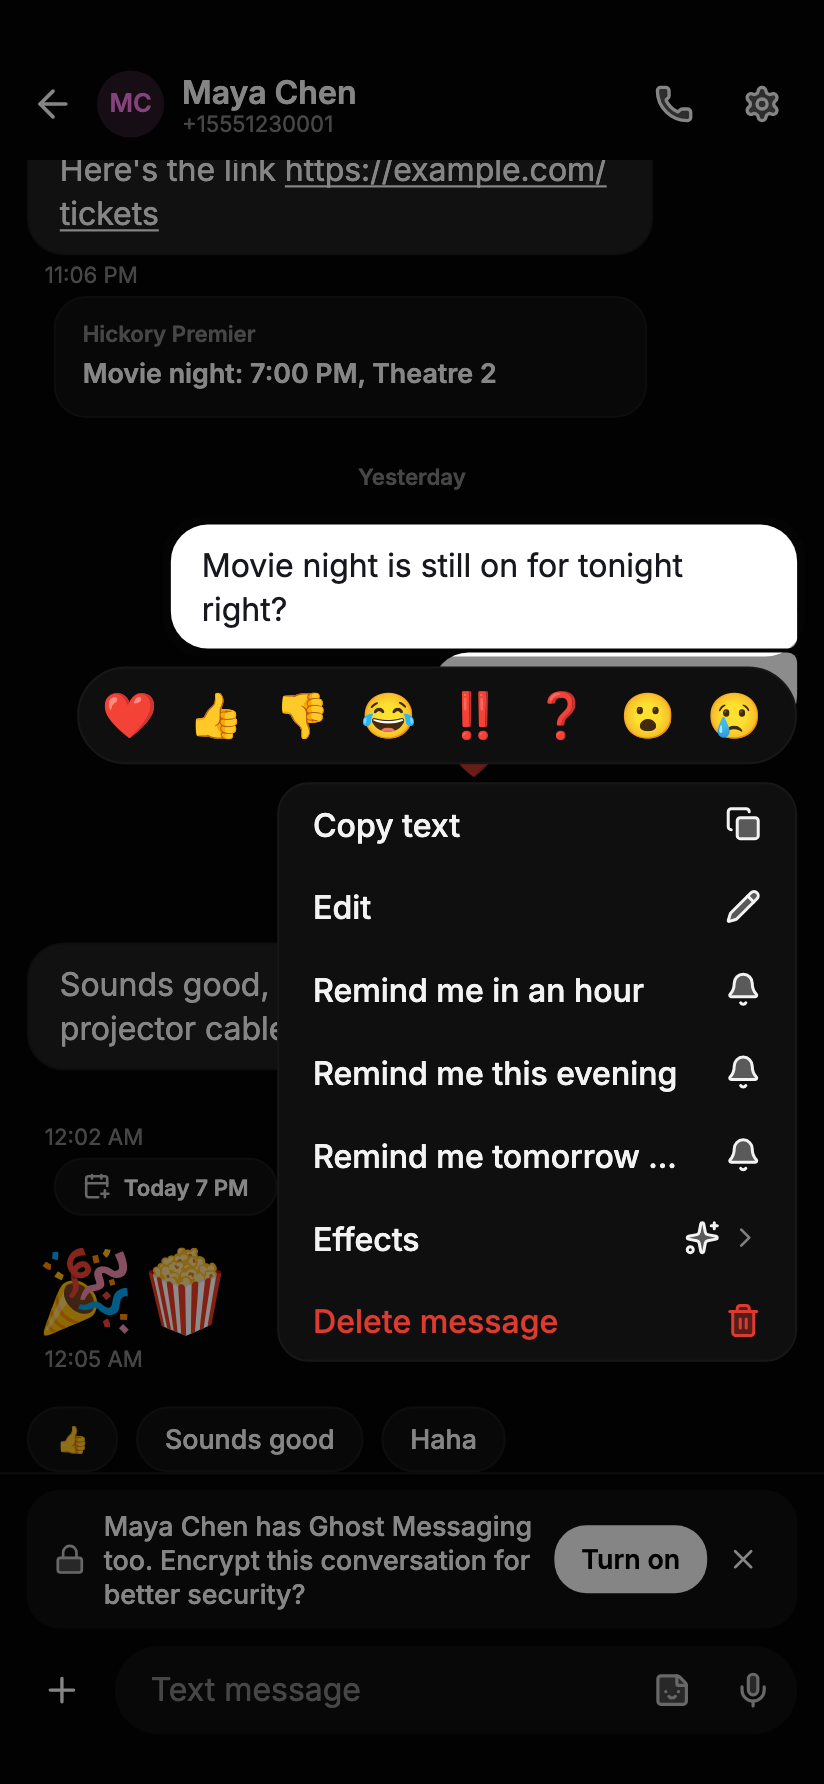 MC
Maya Chen
+15551230001
Here's the link https://example.com/
tickets
11:06 PM
Hickory Premier
Movie night: 7:00 PM, Theatre 2
Yesterday
Movie night is still on for tonight
right?
Copy text
Edit
Sounds good,
projector cable
Remind me in an hour
Remind me this evening
Remind me tomorrow ...
12:02 AM
Today 7 PM
Effects
Delete message
12:05 AM
Sounds good
Haha
Maya Chen has Ghost Messaging
too. Encrypt this conversation for
better security?
Turn on
Text message